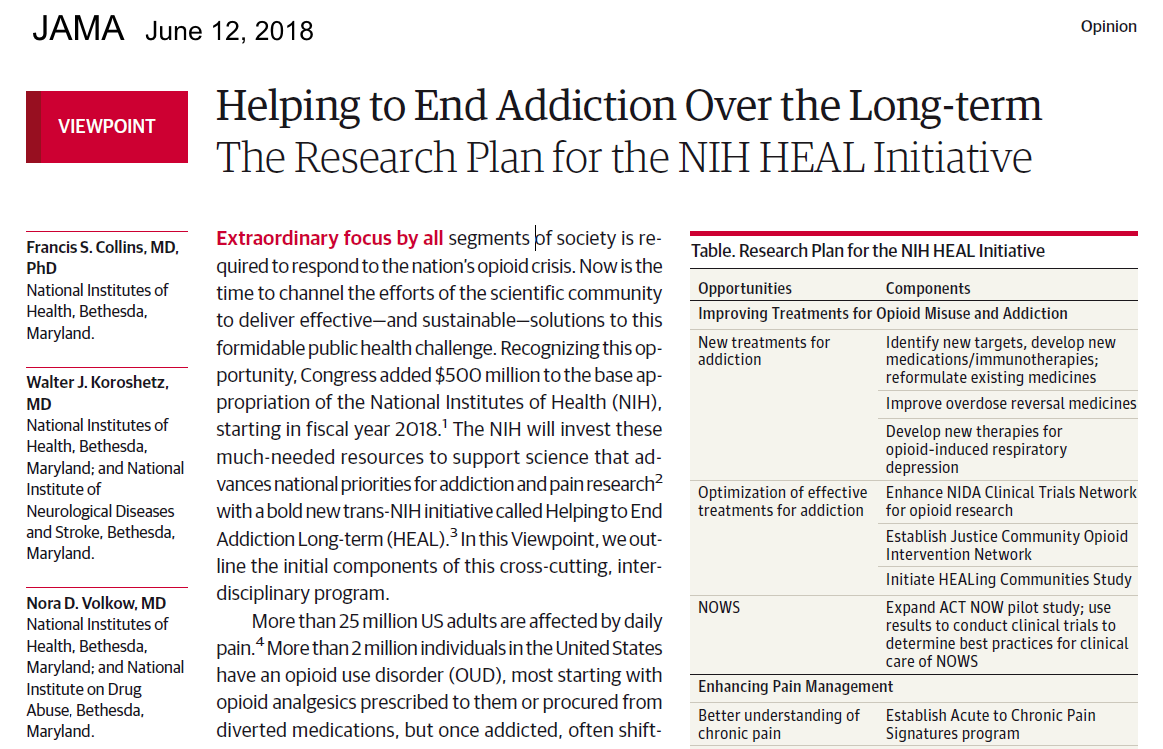 JAMA June 12, 2018
Opinion
VIEWPOINT
Helping to End Addiction Over the Long-term
The Research Plan for the NIH HEAL Initiative
Francis S. Collins, MD,
PhD
National Institutes of
Health, Bethesda,
Maryland.
Walter J. Koroshetz,
MD
National Institutes of
Health, Bethesda,
Maryland; and National
Institute of
Neurological Diseases
and Stroke, Bethesda,
Maryland.
Nora D. Volkow, MD
National Institutes of
Health, Bethesda,
Maryland; and National
Institute on Drug
Abuse, Bethesda,
Maryland.
Extraordinary focus by all segments of society is re-
quired to respond to the nation's opioid crisis. Now is the
time to channel the efforts of the scientific community
to deliver effective—and sustainable—solutions to this
formidable public health challenge. Recognizing this op-
portunity, Congress added $500 million to the base ap-
propriation of the National Institutes of Health (NIH),
starting in fiscal year 2018.1 The NIH will invest these
much-needed resources to support science that ad-
vances national priorities for addiction and pain research2
with a bold new trans-NIH initiative called Helping to End
Addiction Long-term (HEAL).3 In this Viewpoint, we out-
line the initial components of this cross-cutting, inter-
disciplinary program.
More than 25 million US adults are affected by daily
pain.4 More than 2 million individuals in the United States
have an opioid use disorder (OUD), most starting with
opioid analgesics prescribed to them or procured from
diverted medications, but once addicted, often shift-
Table. Research Plan for the NIH HEAL Initiative
Opportunities Components
Improving Treatments for Opioid Misuse and Addiction
New treatments for
addiction
Identify new targets, develop new
medications/immunotherapies;
reformulate existing medicines
Improve overdose reversal medicines
Develop new therapies for
opioid-induced respiratory
depression
Optimization of effective
treatments for addiction
Enhance NIDA Clinical Trials Network
for opioid research
Establish Justice Community Opioid
Intervention Network
Initiate HEALing Communities Study
NOWS
Expand ACT NOW pilot study; use
results to conduct clinical trials to
determine best practices for clinical
care of NOWS
Enhancing Pain Management
Better understanding of
chronic pain
Establish Acute to Chronic Pain
Signatures program